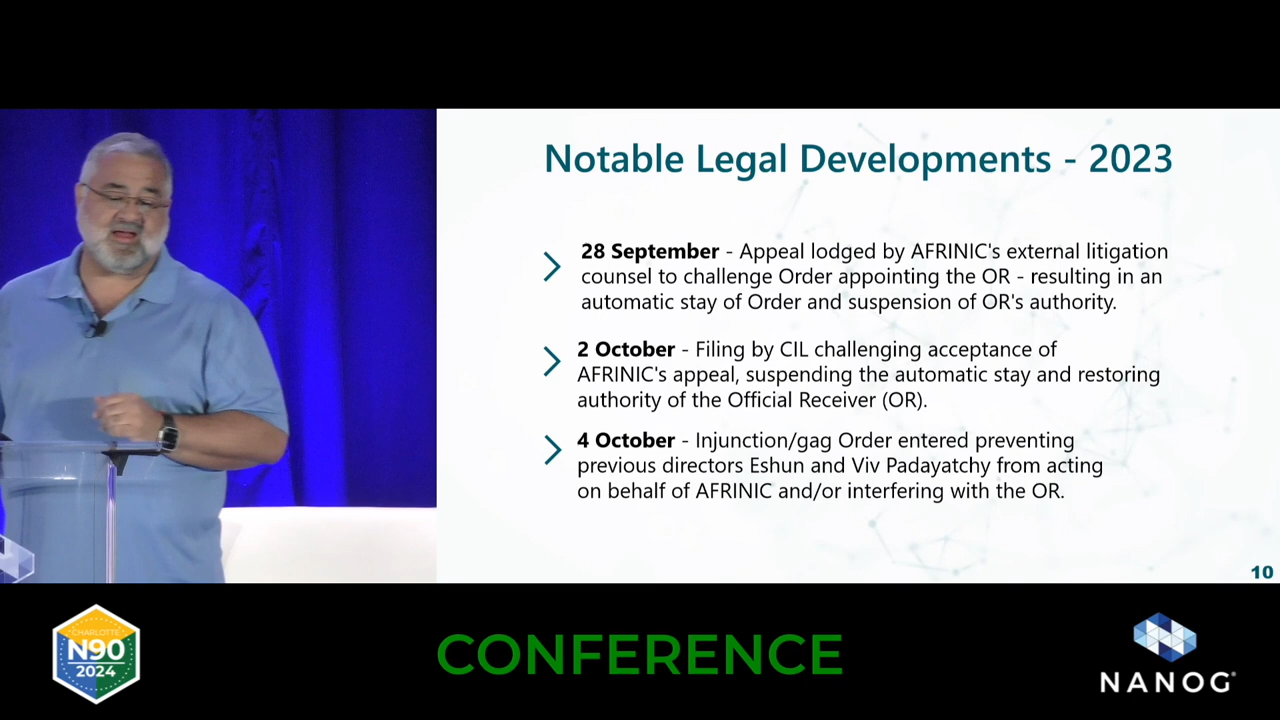 Notable Legal Developments - 2023
28 September - Appeal lodged by AFRINIC's external litigation
counsel to challenge Order appointing the OR - resulting in an
automatic stay of Order and suspension of OR's authority.
2 October - Filing by CIL challenging acceptance of
AFRINIC's appeal, suspending the automatic stay and restoring
authority of the Official Receiver (OR).
4 October - Injunction/gag Order entered preventing
previous directors Eshun and Viv Padayatchy from acting
on behalf of AFRINIC and/or interfering with the OR.
10
CHARLOTTE
N90
2024
CONFERENCE
NANOG